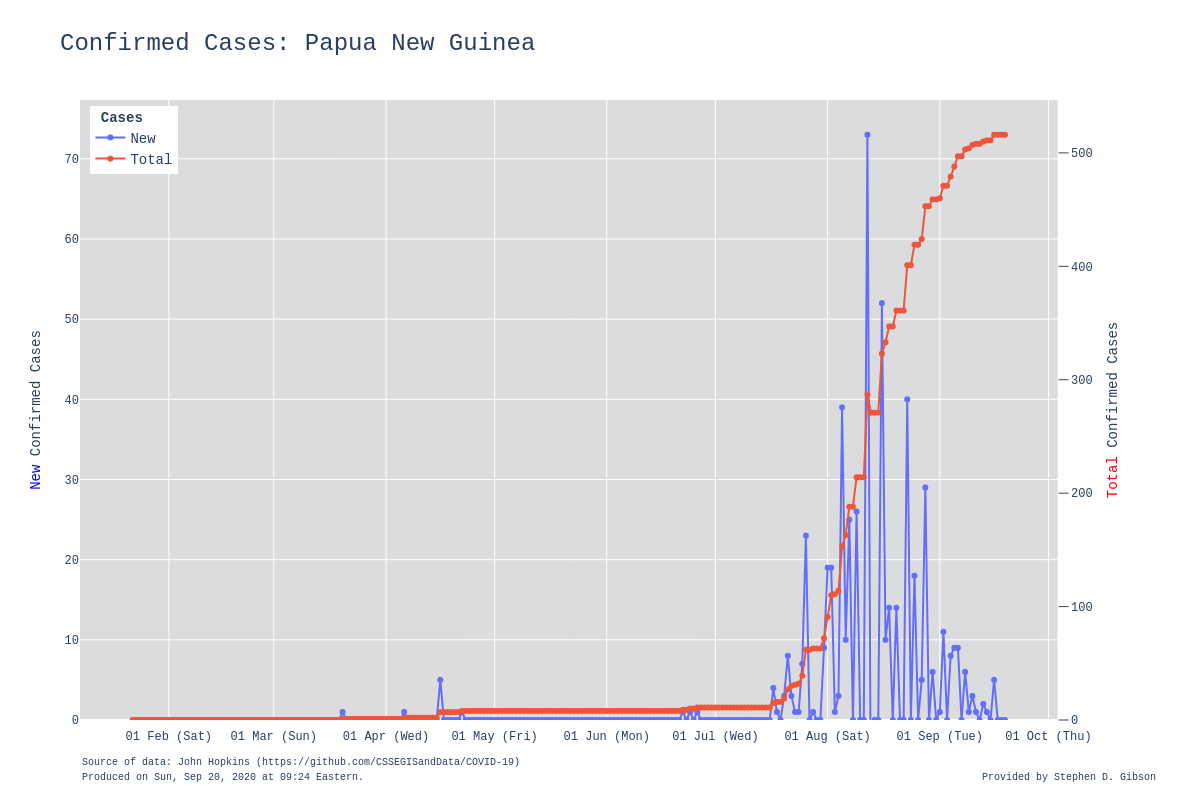 Confirmed Cases: Papua New Guinea
Cases
New
Total
70
60
50
40
30
20
10
0
500
400
300
200
100
0
New Confirmed Cases
Total Confirmed Cases
01 Feb (Sat)
01 Mar (Sun)
01 Apr (Wed)
01 May (Fri)
01 Jun (Mon)
01 Jul (Wed)
01 Aug (Sat)
01 Sep (Tue)
01 Oct (Thu)
Source of data: John Hopkins (https://github.com/CSSEGISandData/COVID-19)
Produced on Sun, Sep 20, 2020 at 09:24 Eastern.
Provided by Stephen D. Gibson